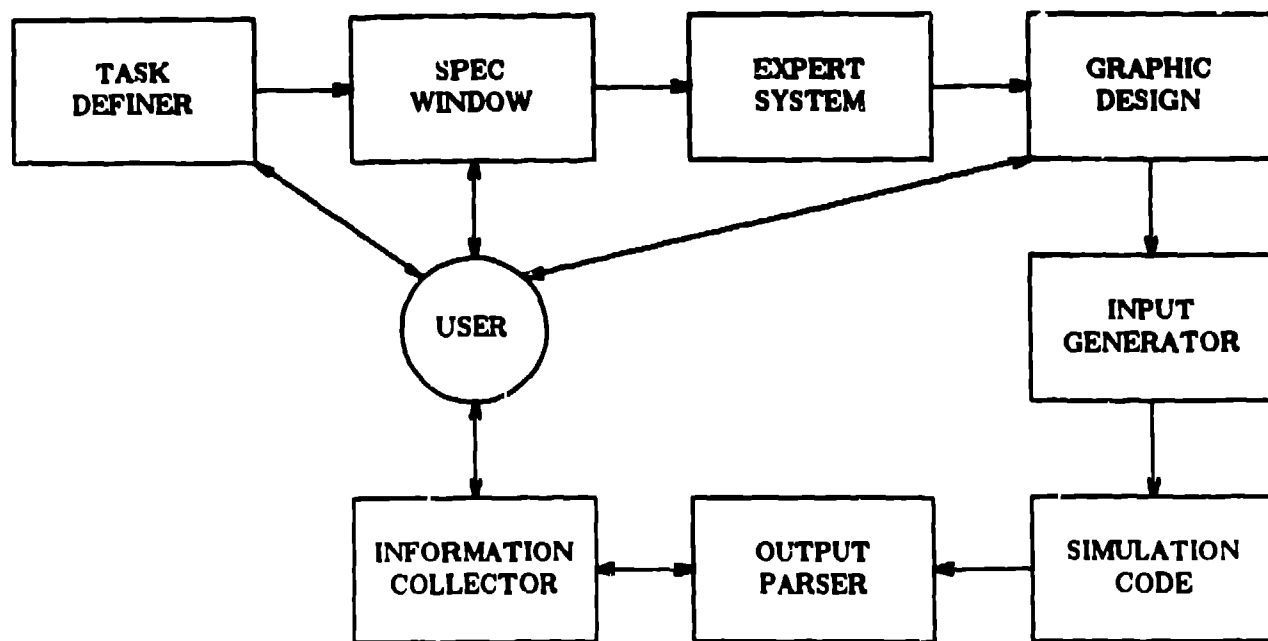 TASK
DEFINER
SPEC
WINDOW
EXPERT
SYSTEM
GRAPHIC
DESIGN
USER
INPUT
GENERATOR
INFORMATION
COLLECTOR
OUTPUT
PARSER
SIMULATION
CODE